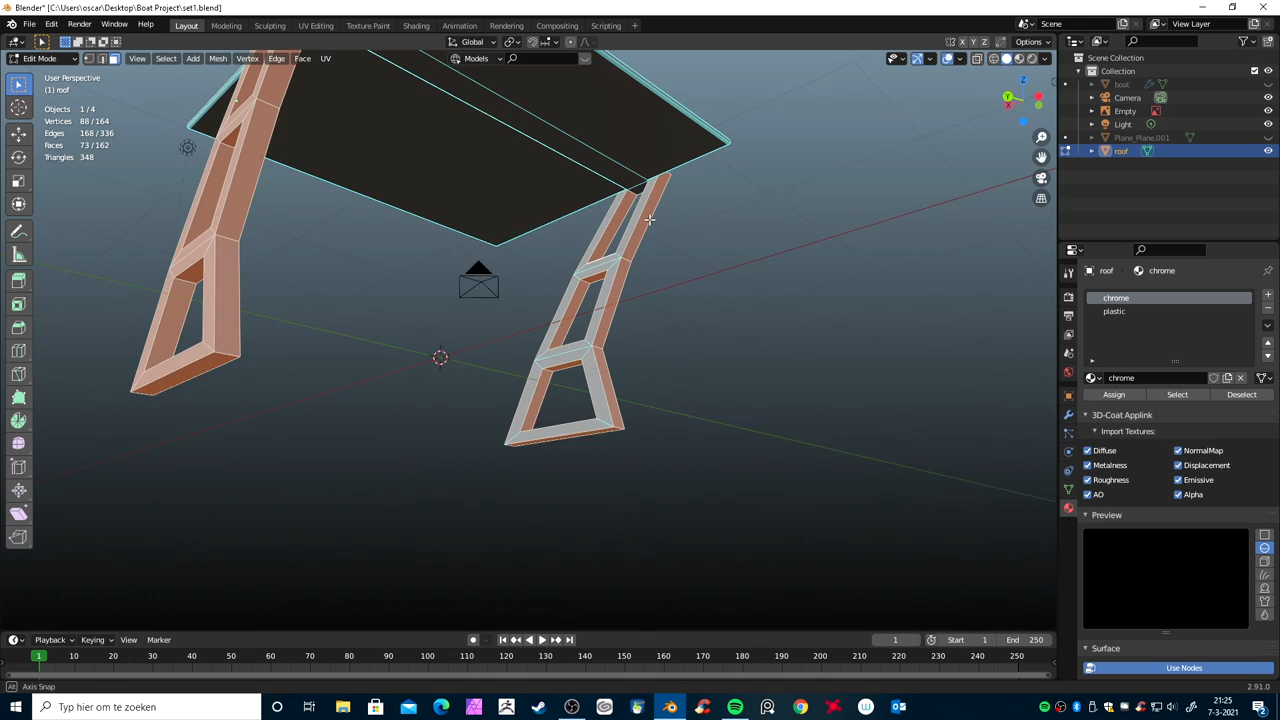 Blender* [C:\Users\oscar\Desktop\Boat Project\set1.blend]
File Edit Render Window Help Layout Modeling Sculpting UV Editing Texture Paint Shading Animation Rendering Compositing Scripting Scene View Layer
Global X Y Z Options
Edit Mode View Select Add Mesh Vertex Edge Face UV Models
User Perspective
(1) roof
Objects 1 / 4
Vertices 88 / 164
Edges 168 / 336
Faces 73 / 162
Triangles 348
Z
Y
X
Scene Collection
Collection
boat
Camera
Empty
Light
Plane_Plane.001
roof
roof chrome
chrome
plastic
chrome
Assign Select Deselect
3D-Coat Applink
Import Textures:
Diffuse NormalMap
Metalness Displacement
Roughness Emissive
AO Alpha
Preview
Surface
Use Nodes
Playback Keying View Marker 1 Start 1 End 250
1 10 20 30 40 50 60 70 80 90 100 110 120 130 140 150 160 170 180 190 200 210 220 230 240 250
Alt Axis Snap 2.91.0
Typ hier om te zoeken
21:25
7-3-2021